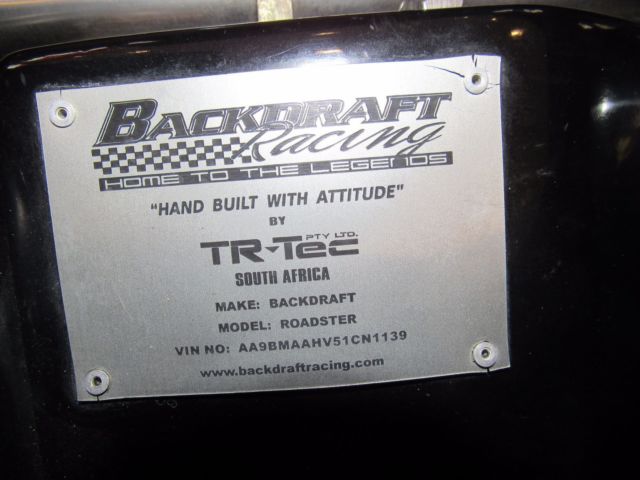 BACKDRAFT
Racing
HOME TO THE LEGENDS
"HAND BUILT WITH ATTITUDE"
BY
TR-Tec PTY LTD.
SOUTH AFRICA
MAKE: BACKDRAFT
MODEL: ROADSTER
VIN NO: AA9BMAAHV51CN1139
www.backdraftracing.com